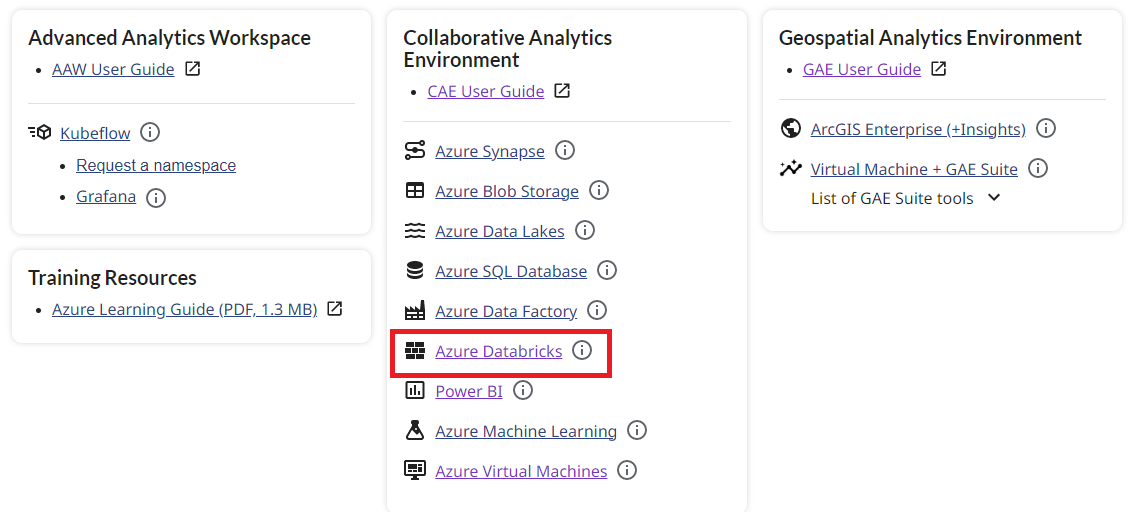 Advanced Analytics Workspace
AAW User Guide
Kubeflow
Request a namespace
Grafana
Training Resources
Azure Learning Guide (PDF, 1.3 MB)
Collaborative Analytics
Environment
CAE User Guide
Azure Synapse
Azure Blob Storage
Azure Data Lakes
Azure SQL Database
Azure Data Factory
Azure Databricks
Power BI
Azure Machine Learning
Azure Virtual Machines
Geospatial Analytics Environment
GAE User Guide
ArcGIS Enterprise (+Insights)
Virtual Machine + GAE Suite
List of GAE Suite tools